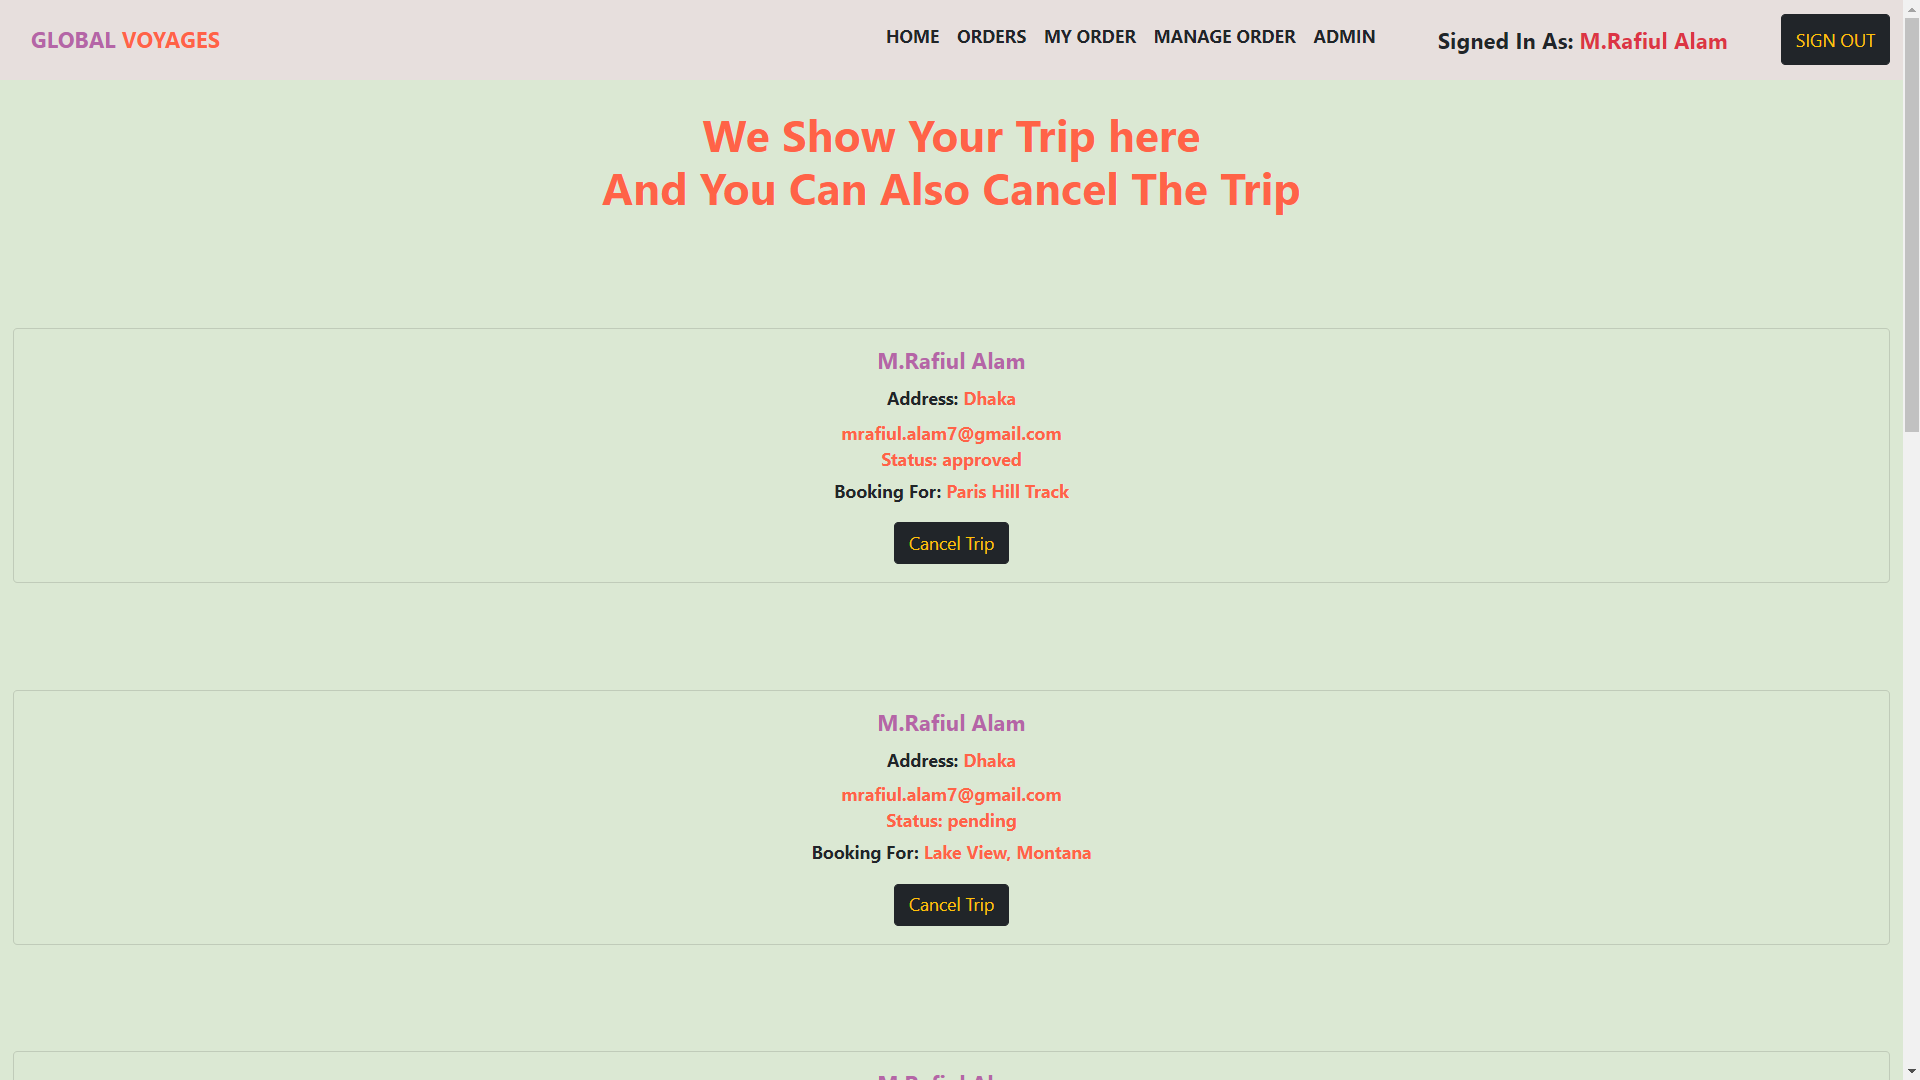 GLOBAL VOYAGES
HOME ORDERS MY ORDER MANAGE ORDER ADMIN Signed In As: M.Rafiul Alam SIGN OUT
We Show Your Trip here
And You Can Also Cancel The Trip
M.Rafiul Alam
Address: Dhaka
mrafiul.alam7@gmail.com
Status: approved
Booking For: Paris Hill Track
Cancel Trip
M.Rafiul Alam
Address: Dhaka
mrafiul.alam7@gmail.com
Status: pending
Booking For: Lake View, Montana
Cancel Trip
M.Rafiul Alam